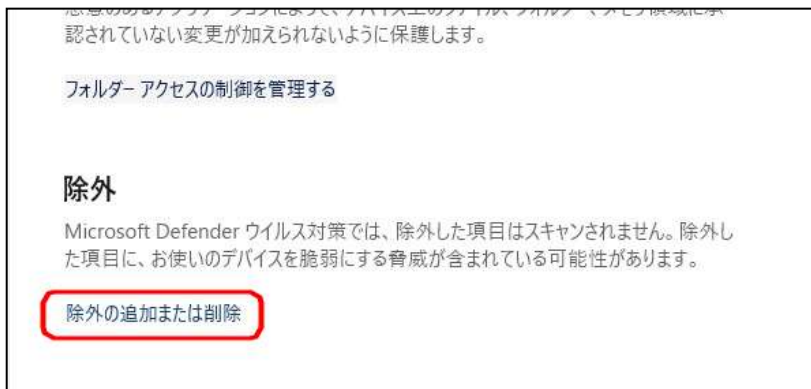 認されていない変更が加えられないように保護します。
フォルダー アクセスの制御を管理する
除外
Microsoft Defender ウイルス対策では、除外した項目はスキャンされません。除外し
た項目に、お使いのデバイスを脆弱にする脅威が含まれている可能性があります。
除外の追加または削除